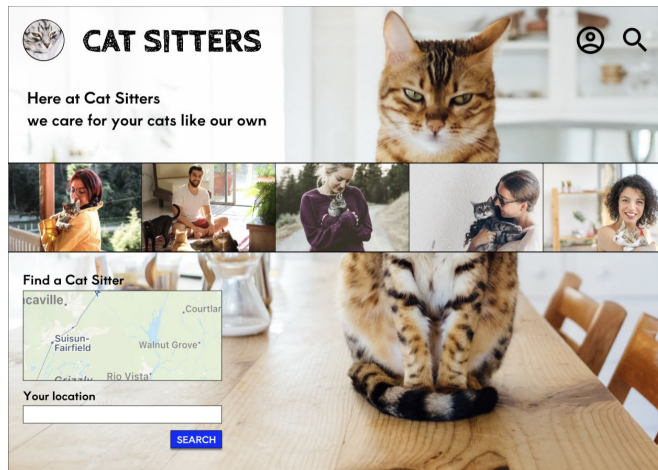 CAT SITTERS
Here at Cat Sitters
we care for your cats like our own
Find a Cat Sitter
caville
Courtlan
Suisun-
Fairfield
Walnut Grove
Grizzly
Rio Vista
Your location
SEARCH